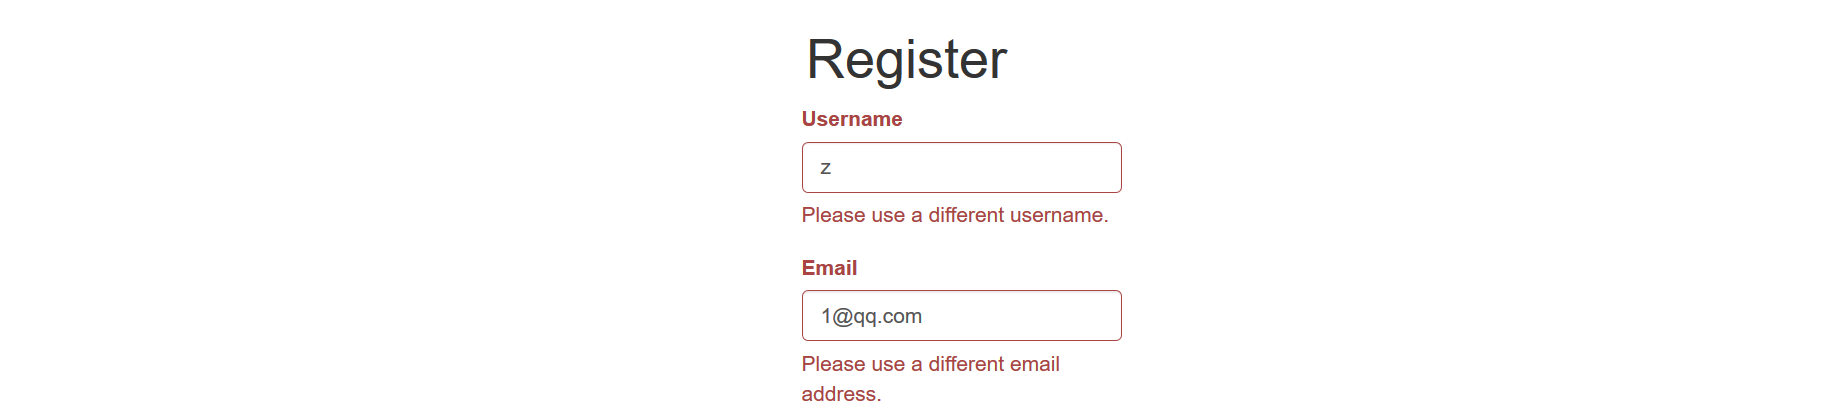 Register
Username
z
Please use a different username.
Email
1@qq.com
Please use a different email
address.